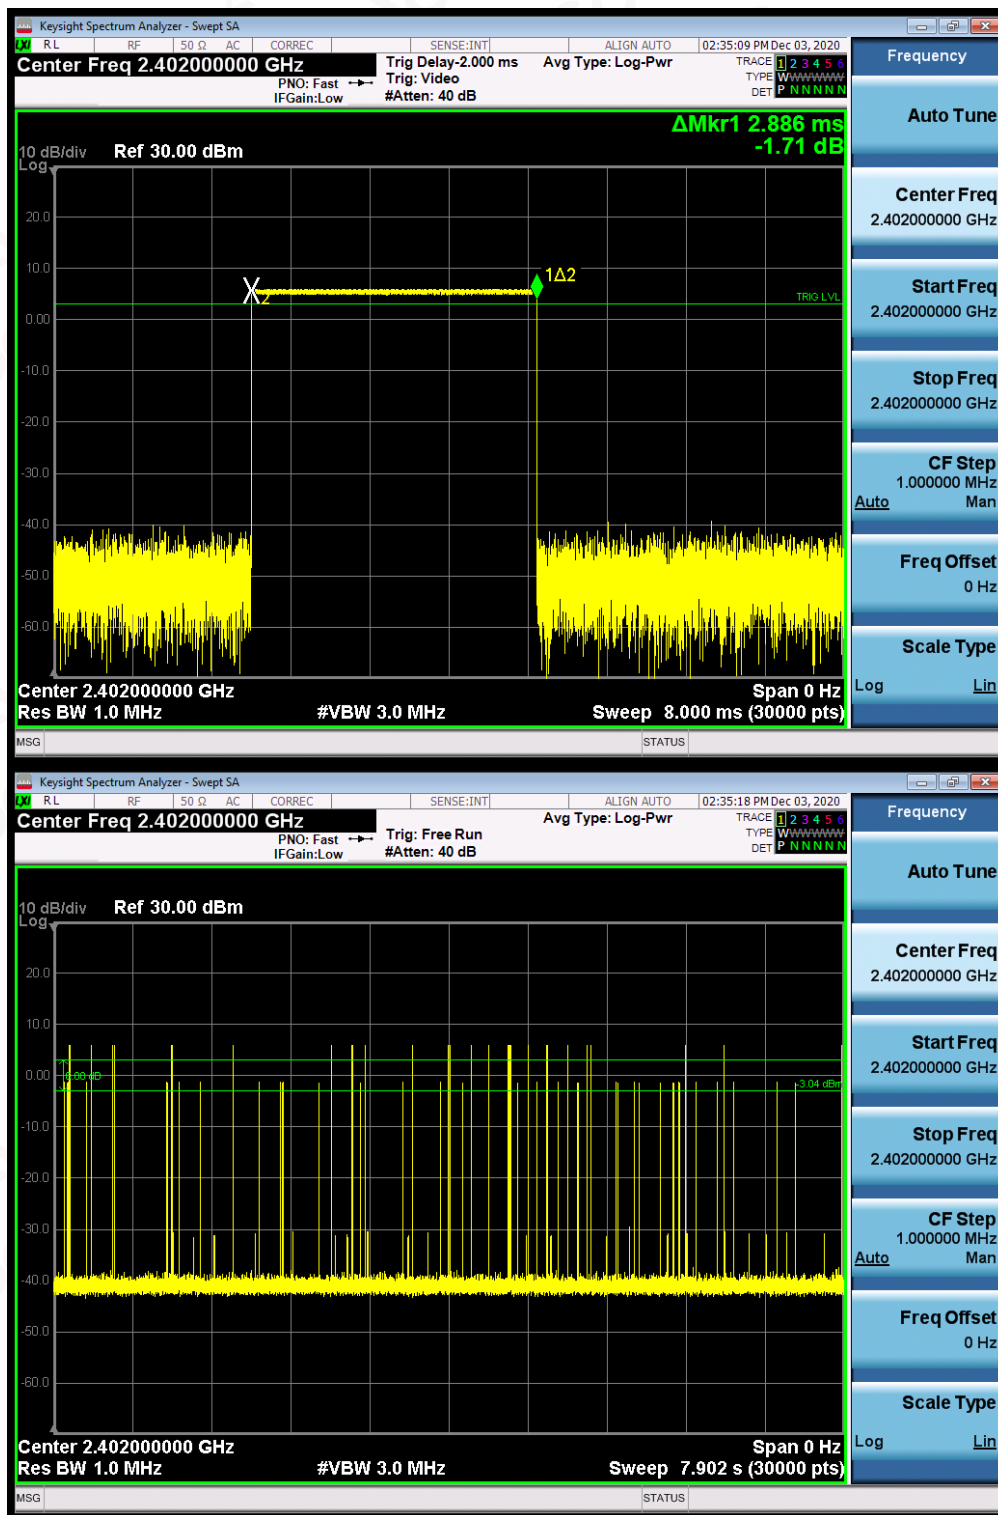 Keysight Spectrum Analyzer - Swept SA
LXI RL RF 50 Ω AC CORREC SENSE:INT ALIGN AUTO 02:35:09 PM Dec 03, 2020
Center Freq 2.402000000 GHz
PNO: Fast
IFGain:Low
Trig Delay-2.000 ms
Trig: Video
#Atten: 40 dB
Avg Type: Log-Pwr
TRACE 1 2 3 4 5 6
TYPE WWWWWW
DET P N N N N N
ΔMkr1 2.886 ms
-1.71 dB
10 dB/div Ref 30.00 dBm
Log
20.0
10.0
0.00
-10.0
-20.0
-30.0
-40.0
-50.0
-60.0
X2
1Δ2
TRIG LVL
Center 2.402000000 GHz Span 0 Hz
Res BW 1.0 MHz #VBW 3.0 MHz Sweep 8.000 ms (30000 pts)
MSG STATUS
Frequency
Auto Tune
Center Freq
2.402000000 GHz
Start Freq
2.402000000 GHz
Stop Freq
2.402000000 GHz
CF Step
1.000000 MHz
Auto Man
Freq Offset
0 Hz
Scale Type
Log Lin
Keysight Spectrum Analyzer - Swept SA
LXI RL RF 50 Ω AC CORREC SENSE:INT ALIGN AUTO 02:35:18 PM Dec 03, 2020
Center Freq 2.402000000 GHz
PNO: Fast
IFGain:Low
Trig: Free Run
#Atten: 40 dB
Avg Type: Log-Pwr
TRACE 1 2 3 4 5 6
TYPE WWWWWW
DET P N N N N N
10 dB/div Ref 30.00 dBm
Log
20.0
10.0
0.00
-10.0
-20.0
-30.0
-40.0
-50.0
-60.0
6.00 dB
-3.04 dBm
Center 2.402000000 GHz Span 0 Hz
Res BW 1.0 MHz #VBW 3.0 MHz Sweep 7.902 s (30000 pts)
MSG STATUS
Frequency
Auto Tune
Center Freq
2.402000000 GHz
Start Freq
2.402000000 GHz
Stop Freq
2.402000000 GHz
CF Step
1.000000 MHz
Auto Man
Freq Offset
0 Hz
Scale Type
Log Lin